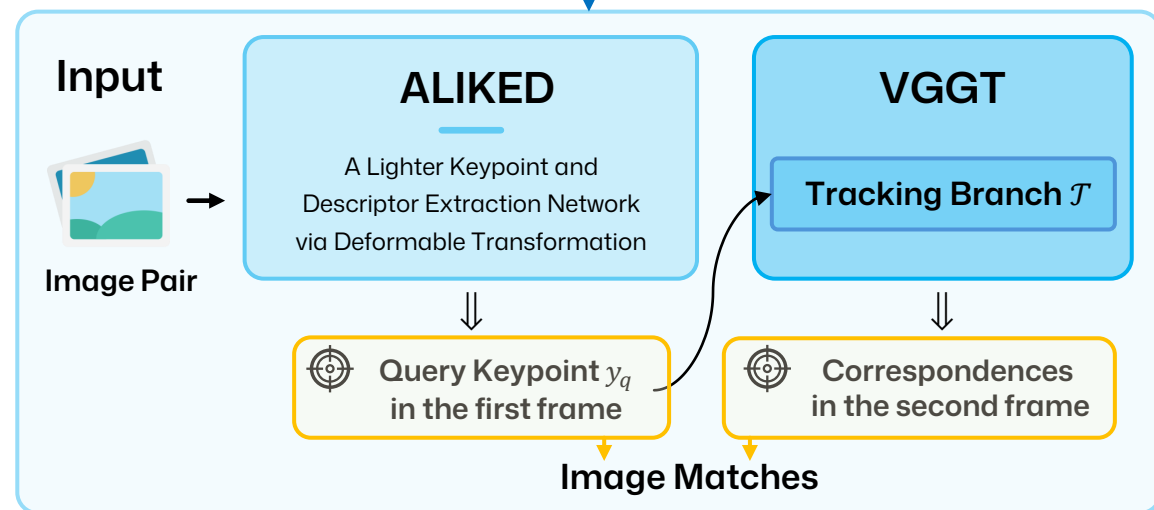 Input
Image Pair
ALIKED
A Lighter Keypoint and
Descriptor Extraction Network
via Deformable Transformation
VGGT
Tracking Branch 𝒯
Query Keypoint y_q
in the first frame
Correspondences
in the second frame
Image Matches